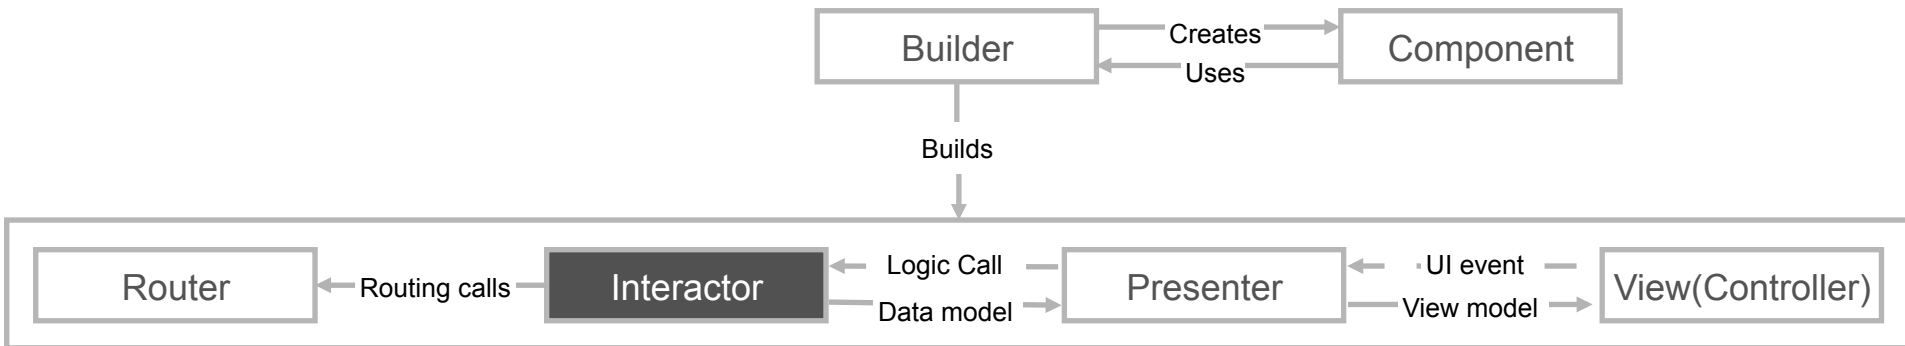 Builder
Creates
Uses
Component
Builds
Router
Routing calls
Interactor
Logic Call
Data model
Presenter
UI event
View model
View(Controller)